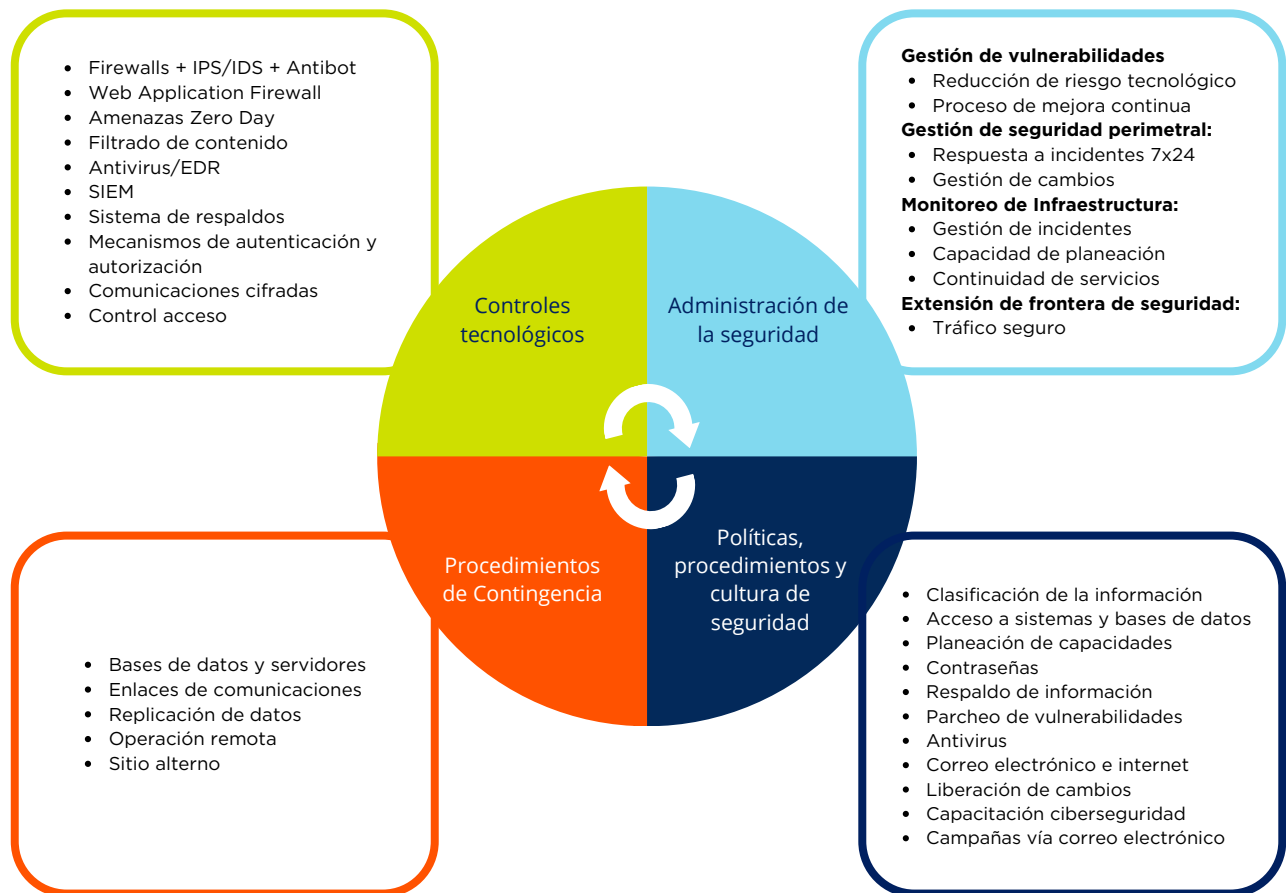 • Firewalls + IPS/IDS + Antibot
• Web Application Firewall
• Amenazas Zero Day
• Filtrado de contenido
• Antivirus/EDR
• SIEM
• Sistema de respaldos
• Mecanismos de autenticación y
autorización
• Comunicaciones cifradas
• Control acceso
Gestión de vulnerabilidades
• Reducción de riesgo tecnológico
• Proceso de mejora continua
Gestión de seguridad perimetral:
• Respuesta a incidentes 7x24
• Gestión de cambios
Monitoreo de Infraestructura:
• Gestión de incidentes
• Capacidad de planeación
• Continuidad de servicios
Extensión de frontera de seguridad:
• Tráfico seguro
Controles
tecnológicos
Administración de
la seguridad
Procedimientos
de Contingencia
Políticas,
procedimientos y
cultura de
seguridad
• Bases de datos y servidores
• Enlaces de comunicaciones
• Replicación de datos
• Operación remota
• Sitio alterno
• Clasificación de la información
• Acceso a sistemas y bases de datos
• Planeación de capacidades
• Contraseñas
• Respaldo de información
• Parcheo de vulnerabilidades
• Antivirus
• Correo electrónico e internet
• Liberación de cambios
• Capacitación ciberseguridad
• Campañas vía correo electrónico